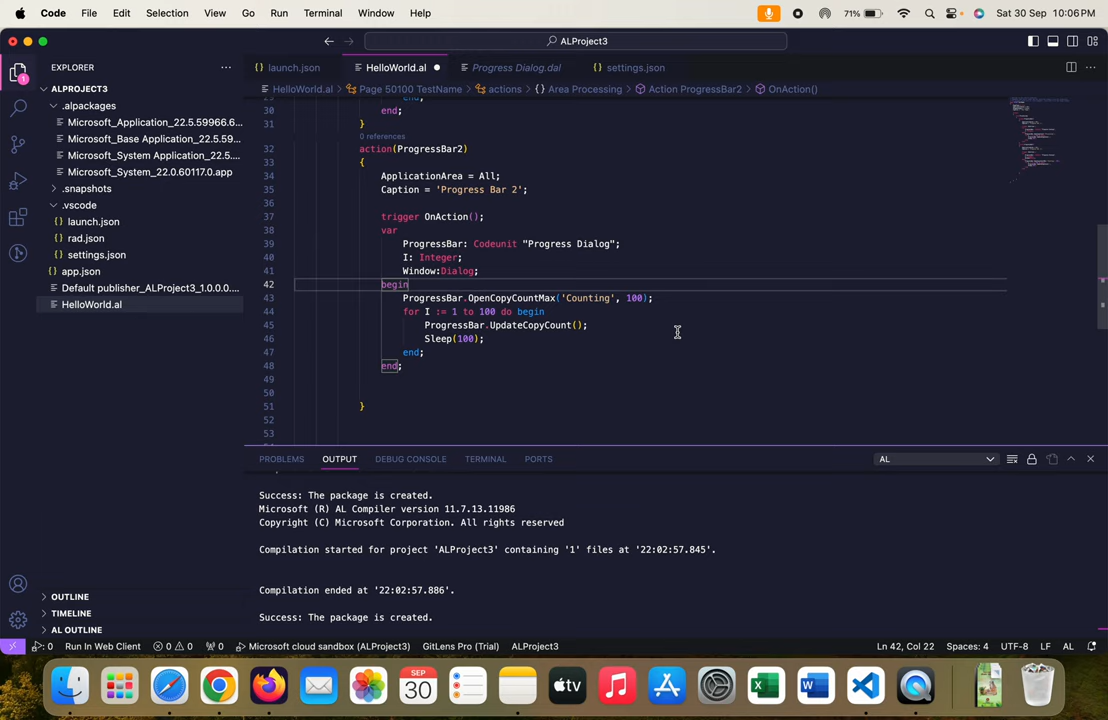 Code File Edit Selection View Go Run Terminal Window Help 71% Sat 30 Sep 10:06 PM
ALProject3
EXPLORER
launch.json HelloWorld.al Progress Dialog.dal settings.json
HelloWorld.al > Page 50100 TestName > actions > {} Area Processing > Action ProgressBar2 > OnAction()
ALPROJECT3
.alpackages
Microsoft_Application_22.5.59966.6...
Microsoft_Base Application_22.5.59...
Microsoft_System Application_22.5....
Microsoft_System_22.0.60117.0.app
.snapshots
.vscode
launch.json
rad.json
settings.json
app.json
Default publisher_ALProject3_1.0.0.0....
HelloWorld.al
30 end;
31 }
0 references
32 action(ProgressBar2)
33 {
34 ApplicationArea = All;
35 Caption = 'Progress Bar 2';
36
37 trigger OnAction();
38 var
39 ProgressBar: Codeunit "Progress Dialog";
40 I: Integer;
41 Window:Dialog;
42 begin
43 ProgressBar.OpenCopyCountMax('Counting', 100);
44 for I := 1 to 100 do begin
45 ProgressBar.UpdateCopyCount();
46 Sleep(100);
47 end;
48 end;
49
50
51 }
52
53
PROBLEMS OUTPUT DEBUG CONSOLE TERMINAL PORTS AL
Success: The package is created.
Microsoft (R) AL Compiler version 11.7.13.11986
Copyright (C) Microsoft Corporation. All rights reserved
Compilation started for project 'ALProject3' containing '1' files at '22:02:57.845'.
Compilation ended at '22:02:57.886'.
Success: The package is created.
OUTLINE
TIMELINE
AL OUTLINE
0 Run In Web Client 0 0 0 Microsoft cloud sandbox (ALProject3) GitLens Pro (Trial) ALProject3 Ln 42, Col 22 Spaces: 4 UTF-8 LF AL
SEP
30
tv